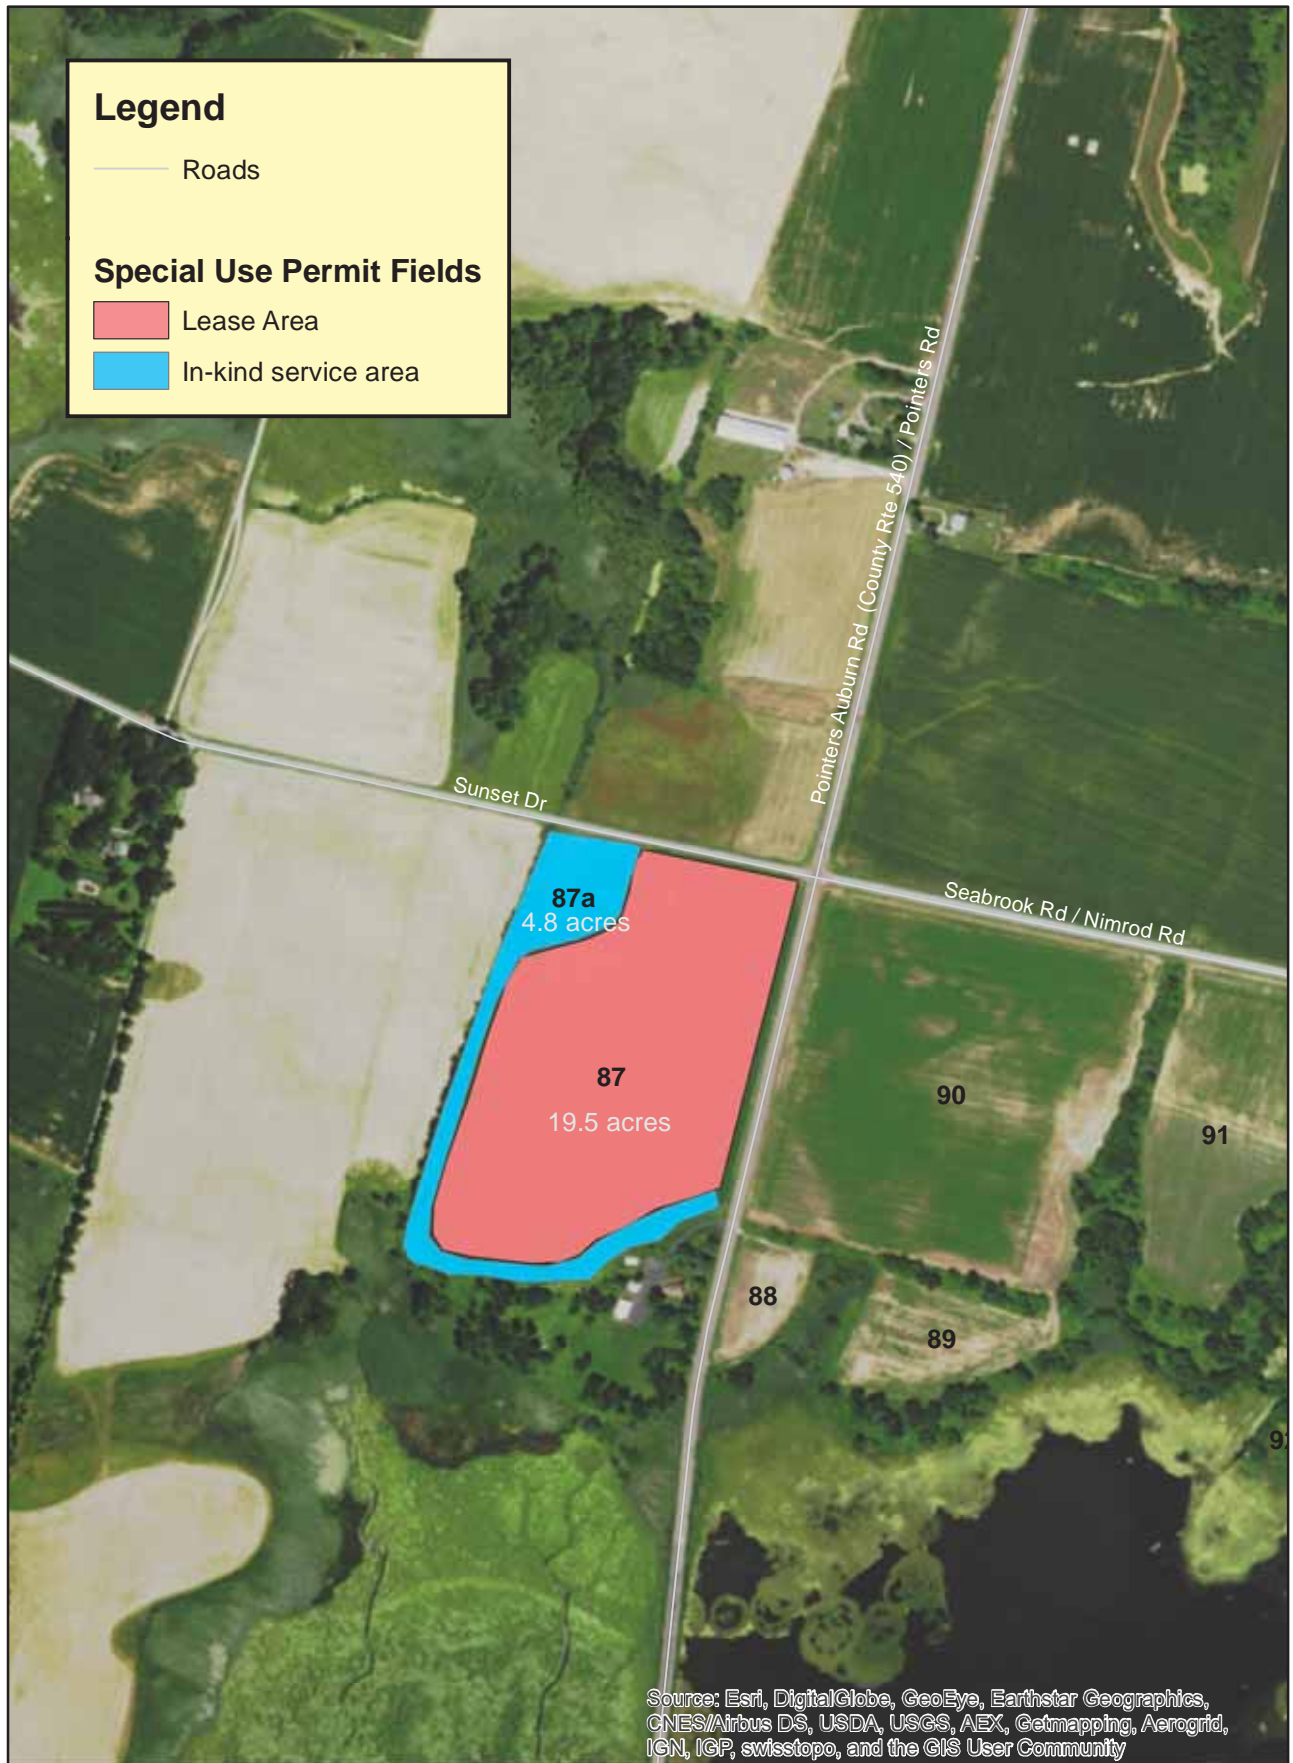 Legend
Roads
Special Use Permit Fields
Lease Area
In-kind service area
Pointers Auburn Rd (County Rte 540) / Pointers Rd
Sunset Dr
Seabrook Rd / Nimrod Rd
87a
4.8 acres
87
19.5 acres
90
91
88
89
Source: Esri, DigitalGlobe, GeoEye, Earthstar Geographics,
CNES/Airbus DS, USDA, USGS, AEX, Getmapping, Aerogrid,
IGN, IGP, swisstopo, and the GIS User Community